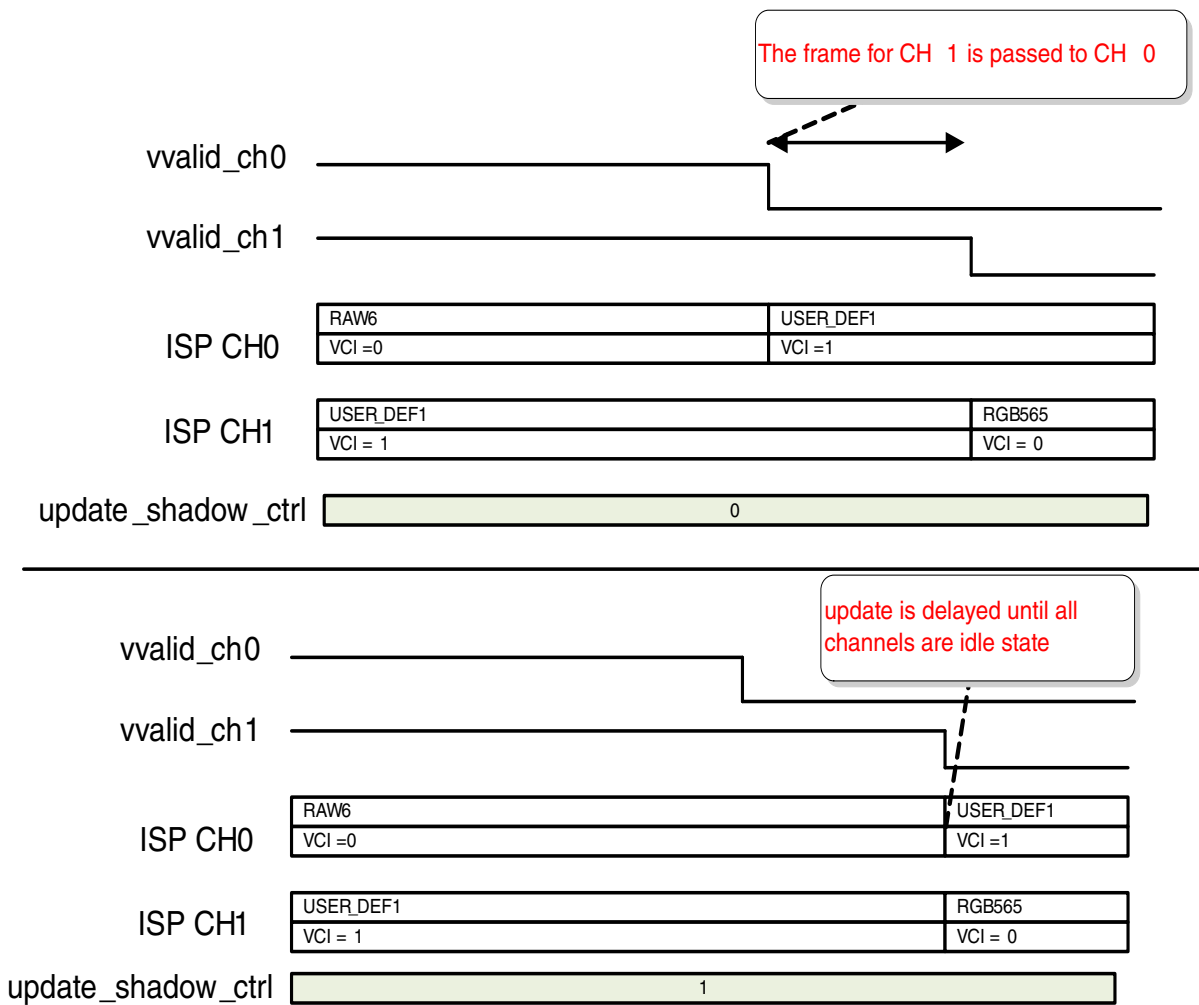 The frame for CH 1 is passed to CH 0
vvalid_ch0
vvalid_ch1
RAW6 USER_DEF1
ISP CH0 VCI =0 VCI =1
USER_DEF1 RGB565
ISP CH1 VCI = 1 VCI = 0
update_shadow_ctrl 0
update is delayed until all
channels are idle state
vvalid_ch0
vvalid_ch1
RAW6 USER_DEF1
ISP CH0 VCI =0 VCI =1
USER_DEF1 RGB565
ISP CH1 VCI = 1 VCI = 0
update_shadow_ctrl 1